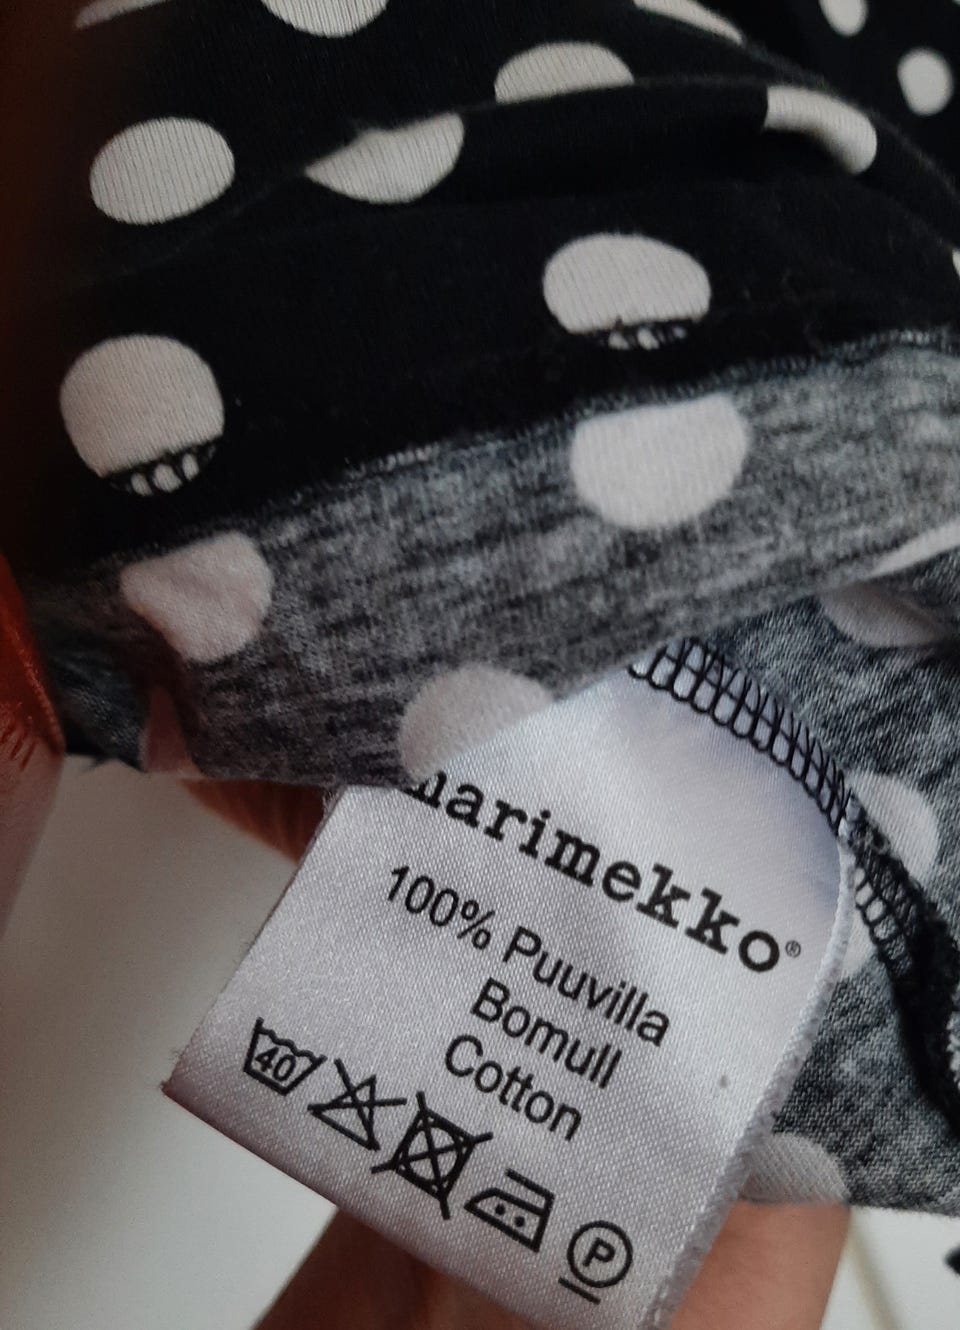 marimekko®
100% Puuvilla
Bomull
Cotton
40
P